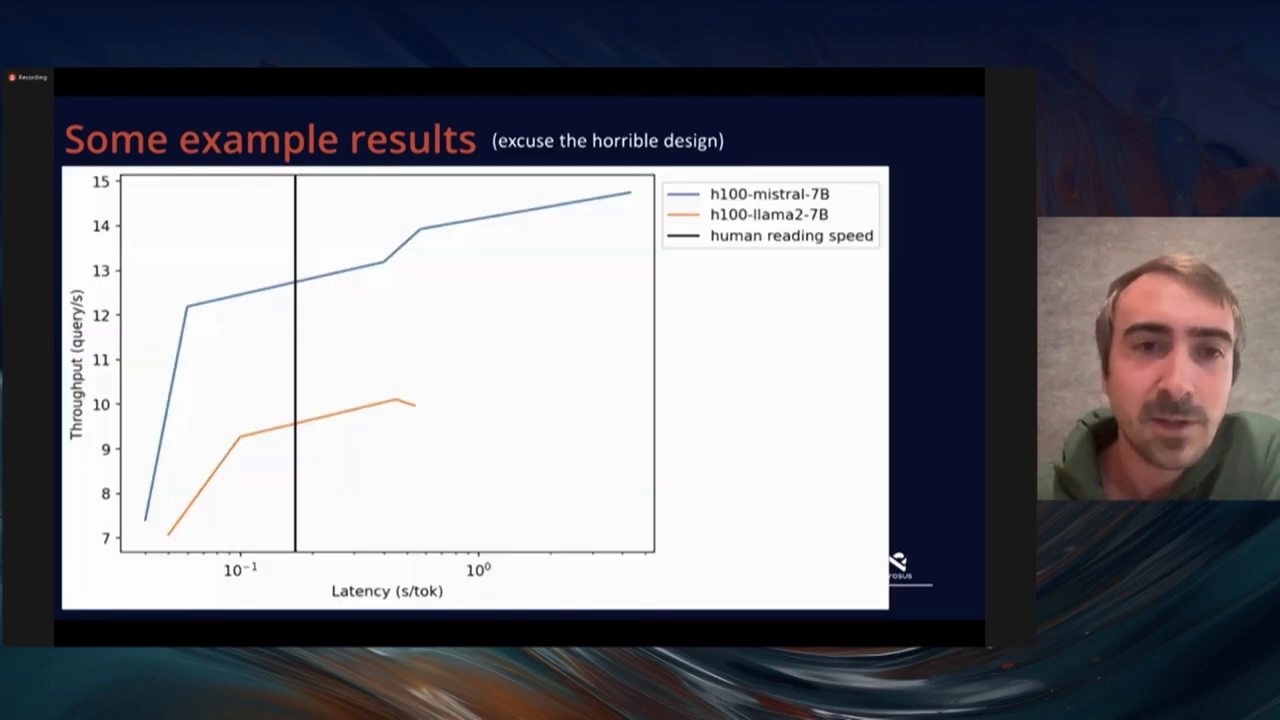 Recording
Some example results (excuse the horrible design)
15
14
13
12
11
10
9
8
7
Throughput (query/s)
10⁻¹
10⁰
Latency (s/tok)
h100-mistral-7B
h100-llama2-7B
human reading speed
rosus